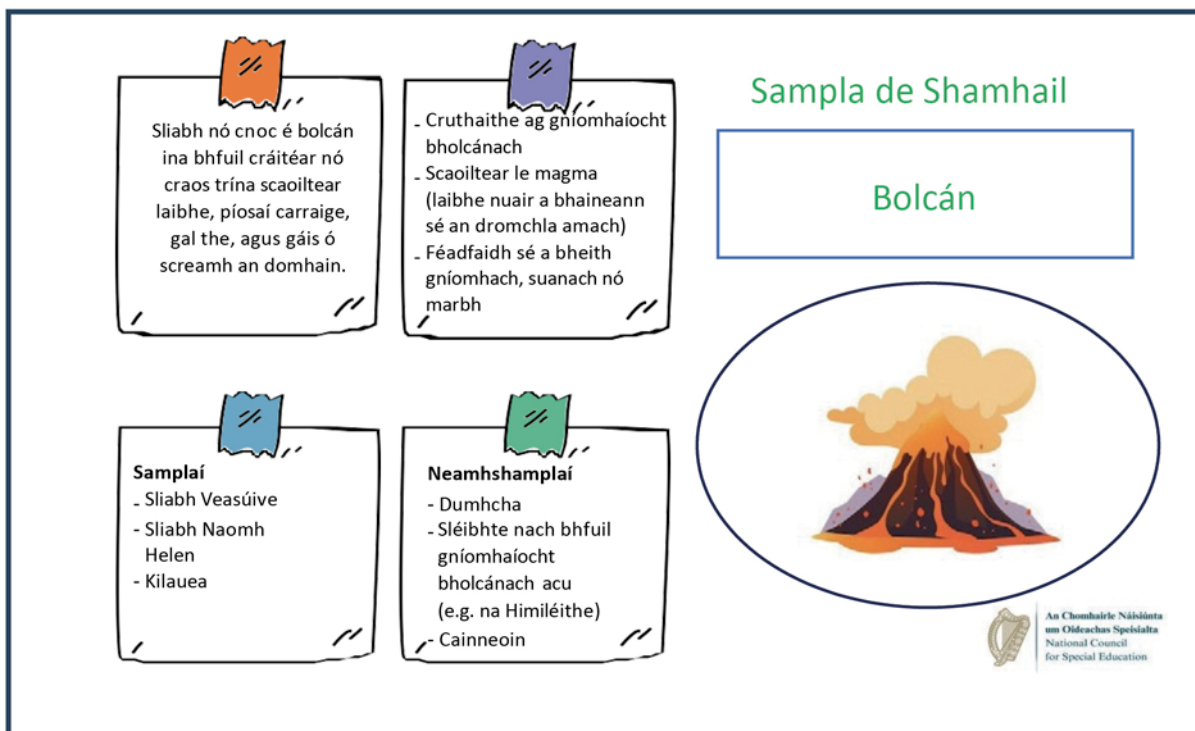 Sliabh nó cnoc é bolcán
ina bhfuil cráitéar nó
craos trína scaoiltear
laibhe, píosaí carraige,
gal the, agus gáis ó
screamh an domhain.
- Cruthaithe ag gníomhaíocht
bholcánach
- Scaoiltear le magma
(laibhe nuair a bhaineann
sé an dromchla amach)
- Féadfaidh sé a bheith
gníomhach, suanach nó
marbh
Sampla de Shamhail
Bolcán
Samplaí
- Sliabh Veasúive
- Sliabh Naomh
Helen
- Kilauea
Neamhshamplaí
- Dumhcha
- Sléibhte nach bhfuil
gníomhaíocht
bholcánach acu
(e.g. na Himiléithe)
- Cainneoin
An Chomhairle Náisiúnta
um Oideachas Speisialta
National Council
for Special Education